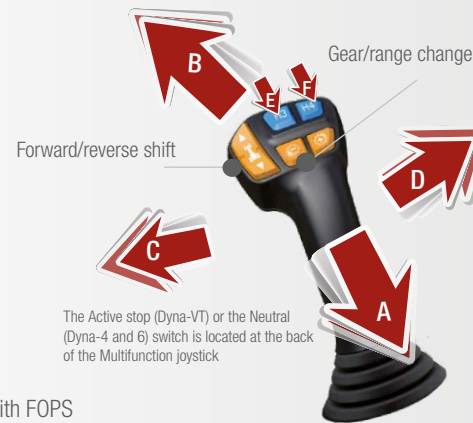 B
Gear/range change
E
F
H3
H4
Forward/reverse shift
D
C
A
The Active stop (Dyna-VT) or the Neutral
(Dyna-4 and 6) switch is located at the back
of the Multifunction joystick
ith FOPS